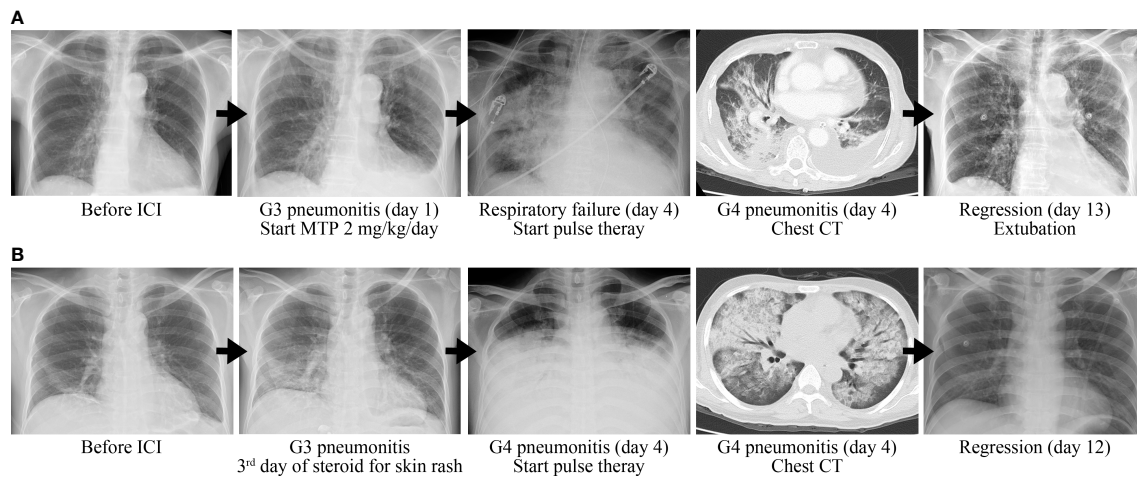 A
Before ICI
G3 pneumonitis (day 1)
Start MTP 2 mg/kg/day
Respiratory failure (day 4)
Start pulse theray
G4 pneumonitis (day 4)
Chest CT
Regression (day 13)
Extubation
B
Before ICI
G3 pneumonitis
3rd day of steroid for skin rash
G4 pneumonitis (day 4)
Start pulse theray
G4 pneumonitis (day 4)
Chest CT
Regression (day 12)